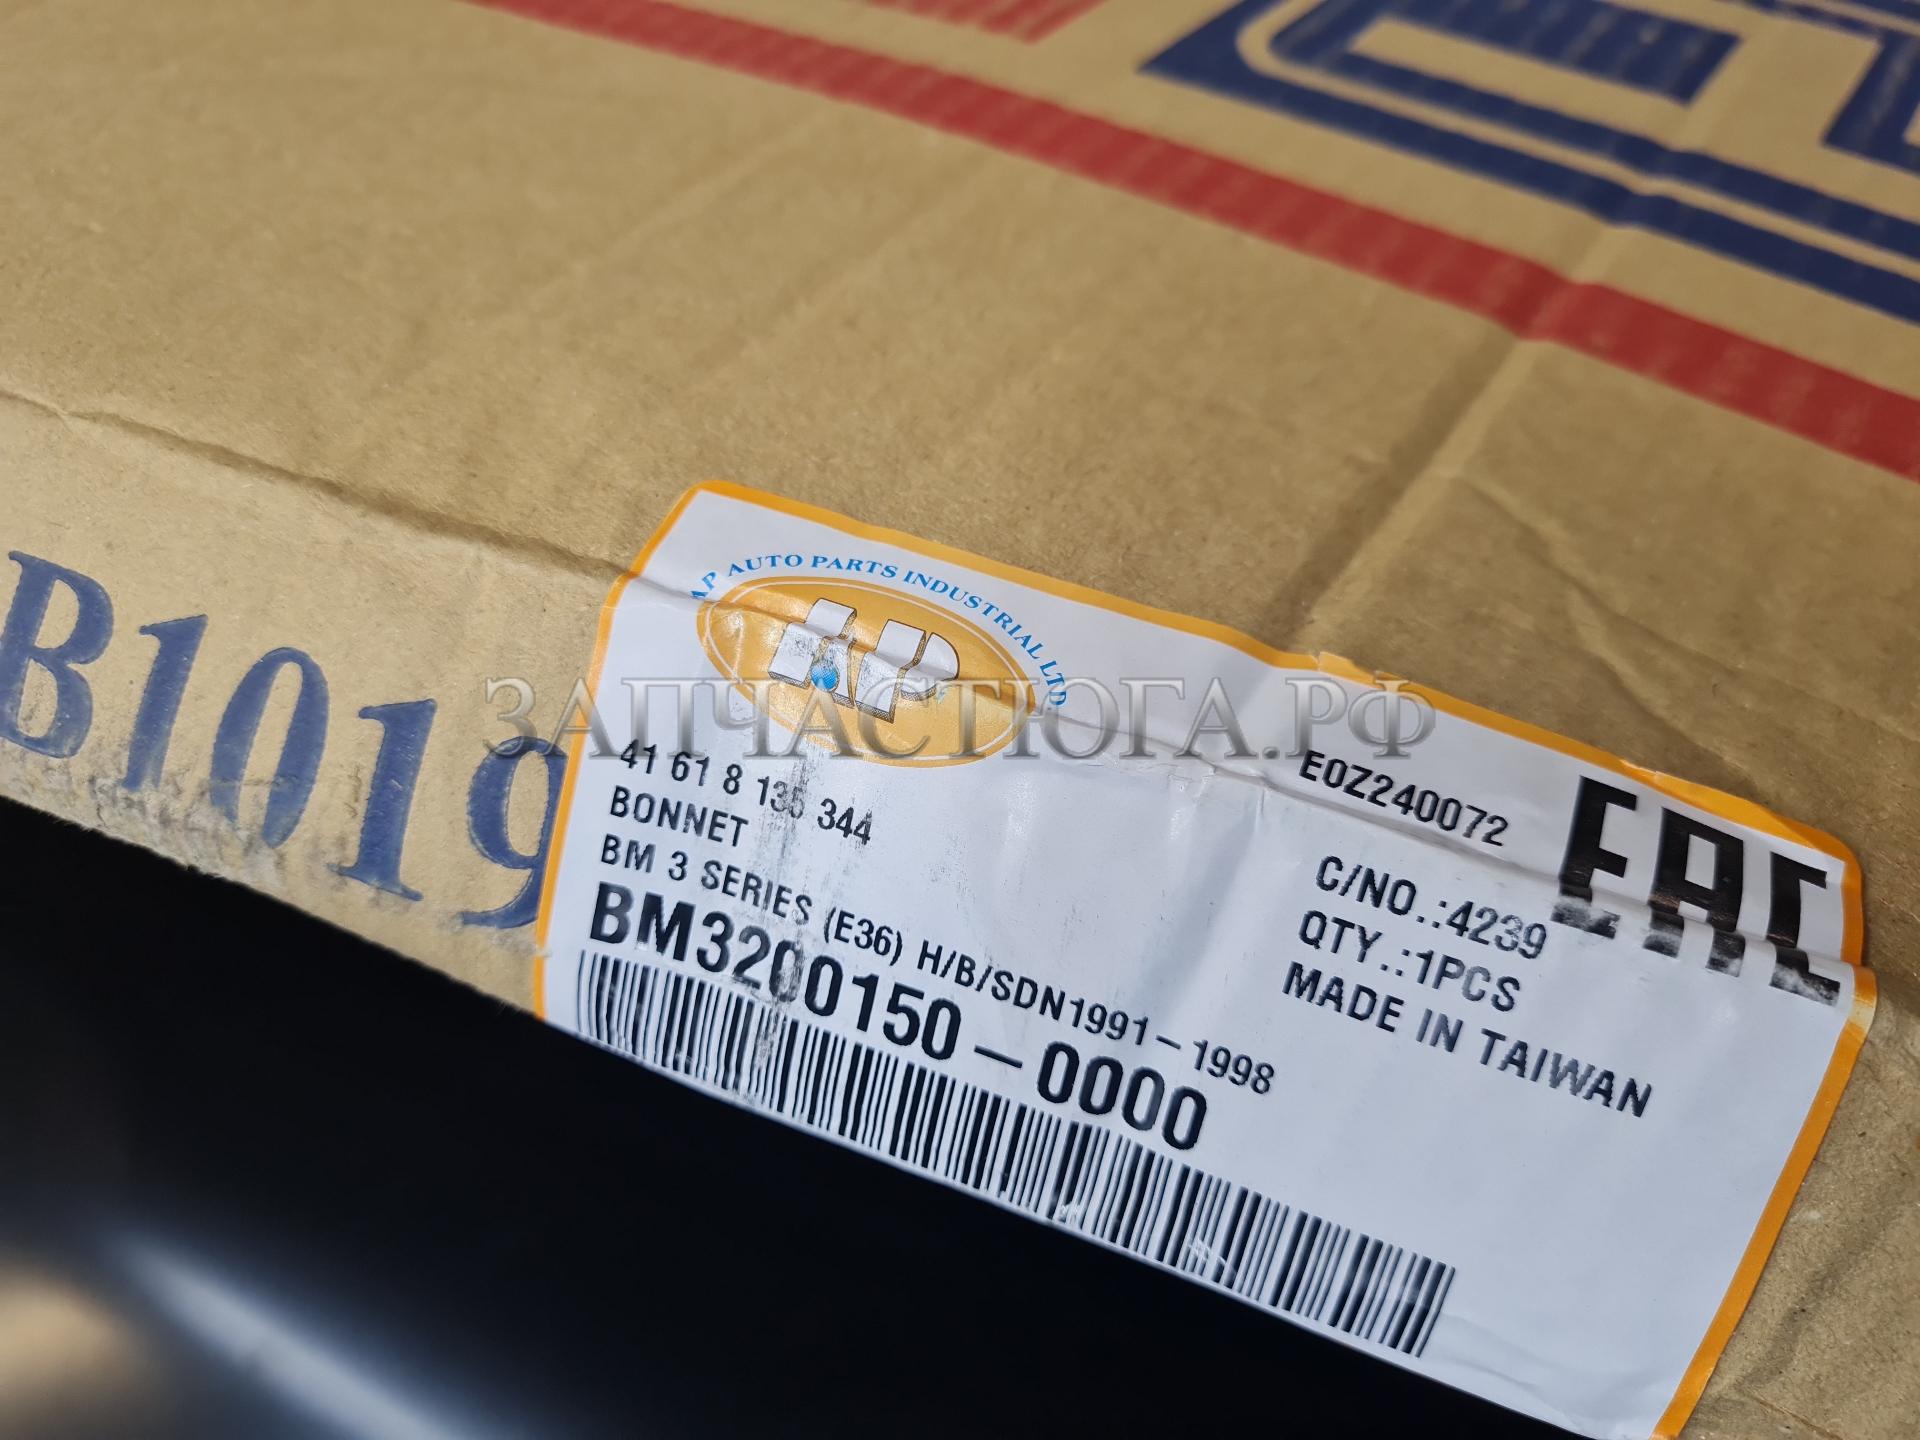 B1019
AP AUTO PARTS INDUSTRIAL LTD.
AP
ЗАПЧАСТЮГА.РФ
41 61 8 135 344
BONNET
BM 3 SERIES (E36) H/B/SDN1991-1998
BM3200150-0000
E0Z240072
C/NO.:4239
QTY.:1PCS
MADE IN TAIWAN
EAC